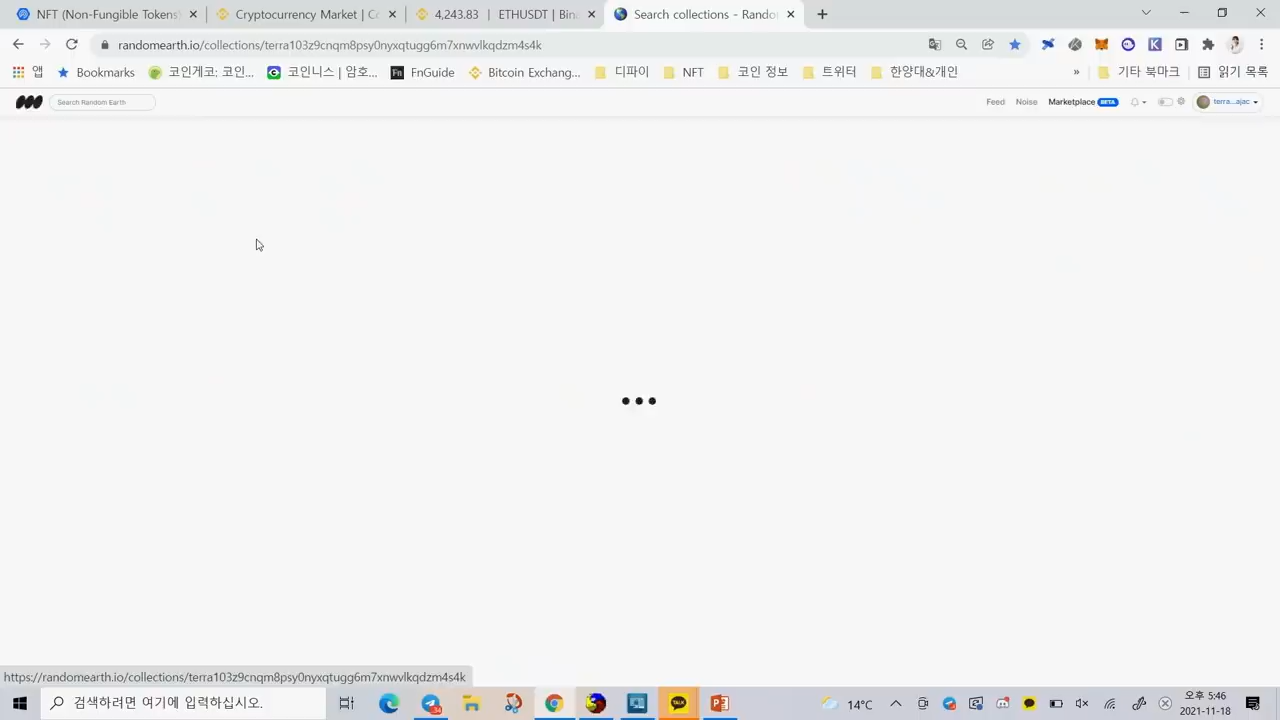 NFT (Non-Fungible Tokens)
Cryptocurrency Market | Co
4,243.83 | ETHUSDT | Bina
Search collections - Rando
randomearth.io/collections/terra103z9cnqm8psy0nyxqtugg6m7xnwvlkqdzm4s4k
앱 Bookmarks 코인게코: 코인... 코인니스 | 암호... FnGuide Bitcoin Exchang... 디파이 NFT 코인 정보 트위터 한양대&개인 » 기타 북마크 읽기 목록
Search Random Earth Feed Noise Marketplace BETA terra...ajac
https://randomearth.io/collections/terra103z9cnqm8psy0nyxqtugg6m7xnwvlkqdzm4s4k
검색하려면 여기에 입력하십시오. 14°C 오후 5:46
2021-11-18